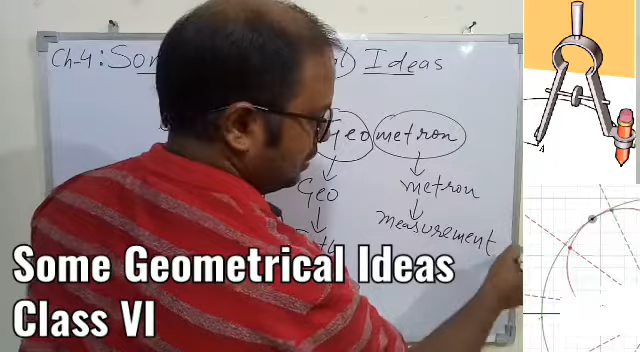 Ch-4: Som Ideas
Geo metron
Geo metron
measurement
Some Geometrical Ideas
Class VI
A